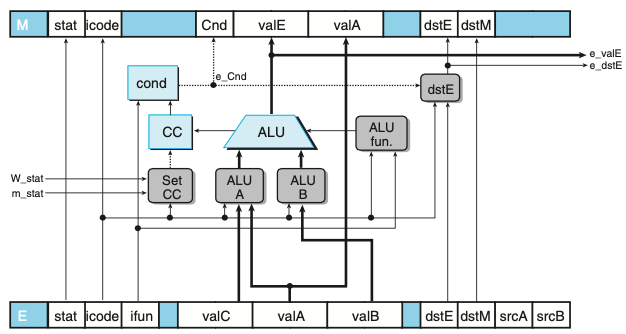 M stat icode Cnd valE valA dstE dstM
e_valE
e_dstE
e_Cnd
cond
dstE
CC
ALU
ALU
fun.
W_stat
m_stat
Set
CC
ALU
A
ALU
B
E stat icode ifun valC valA valB dstE dstM srcA srcB